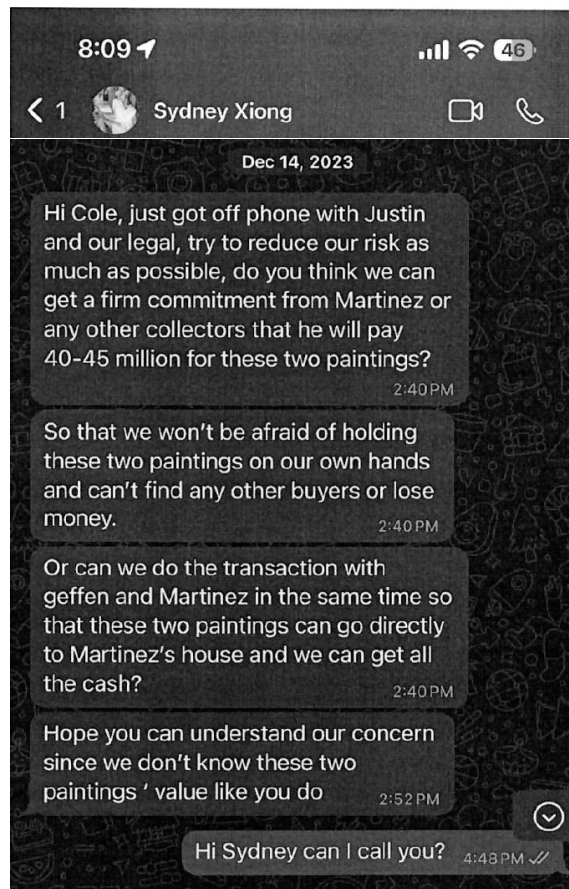 8:09
46
1
Sydney Xiong
Dec 14, 2023
Hi Cole, just got off phone with Justin
and our legal, try to reduce our risk as
much as possible, do you think we can
get a firm commitment from Martinez or
any other collectors that he will pay
40-45 million for these two paintings?
2:40 PM
So that we won't be afraid of holding
these two paintings on our own hands
and can't find any other buyers or lose
money.
2:40 PM
Or can we do the transaction with
geffen and Martinez in the same time so
that these two paintings can go directly
to Martinez's house and we can get all
the cash?
2:40 PM
Hope you can understand our concern
since we don't know these two
paintings ‘ value like you do
2:52 PM
Hi Sydney can I call you?
4:48 PM